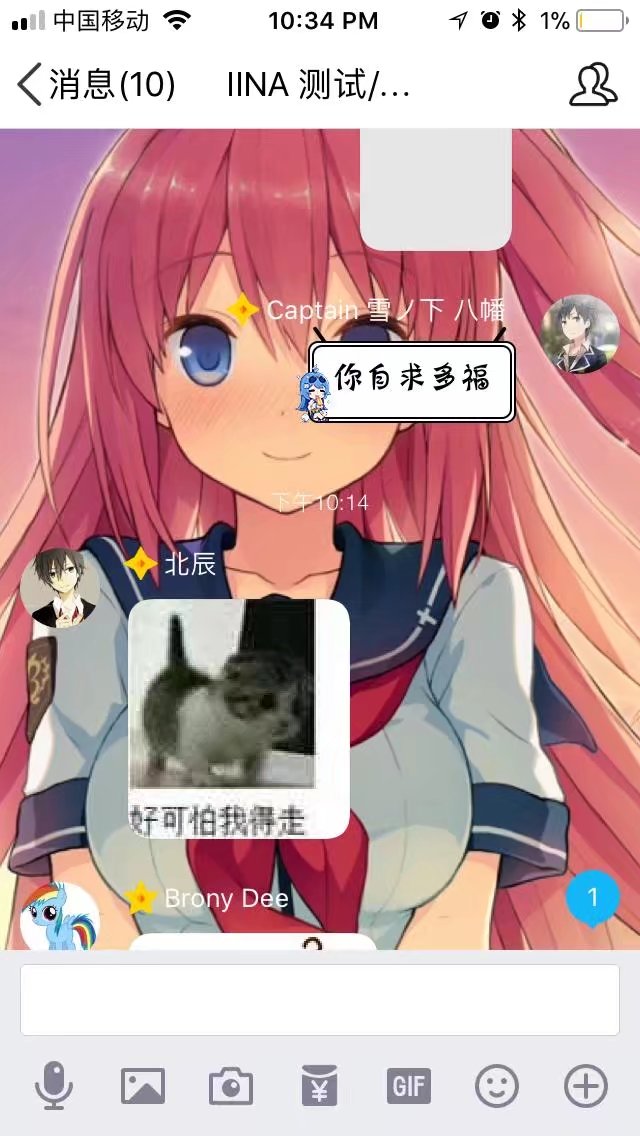 中国移动 10:34 PM 1%
消息(10) IINA 测试/...
Captain 雪ノ下 八幡
你自求多福
下午10:14
北辰
好可怕我得走
Brony Dee
1
¥
GIF